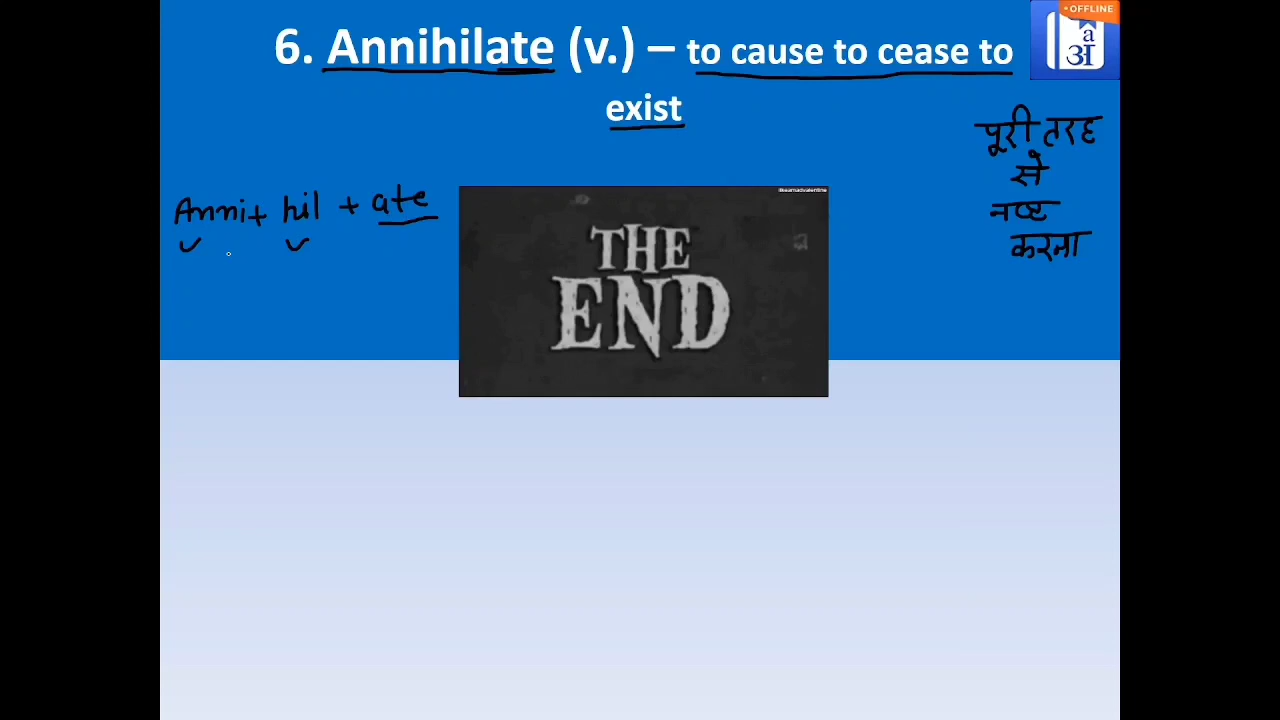 OFFLINE
a
अ
6. Annihilate (v.) – to cause to cease to
exist
पूरी तरह
से
नष्ट
करना
Anni + hil + ate
THE
END